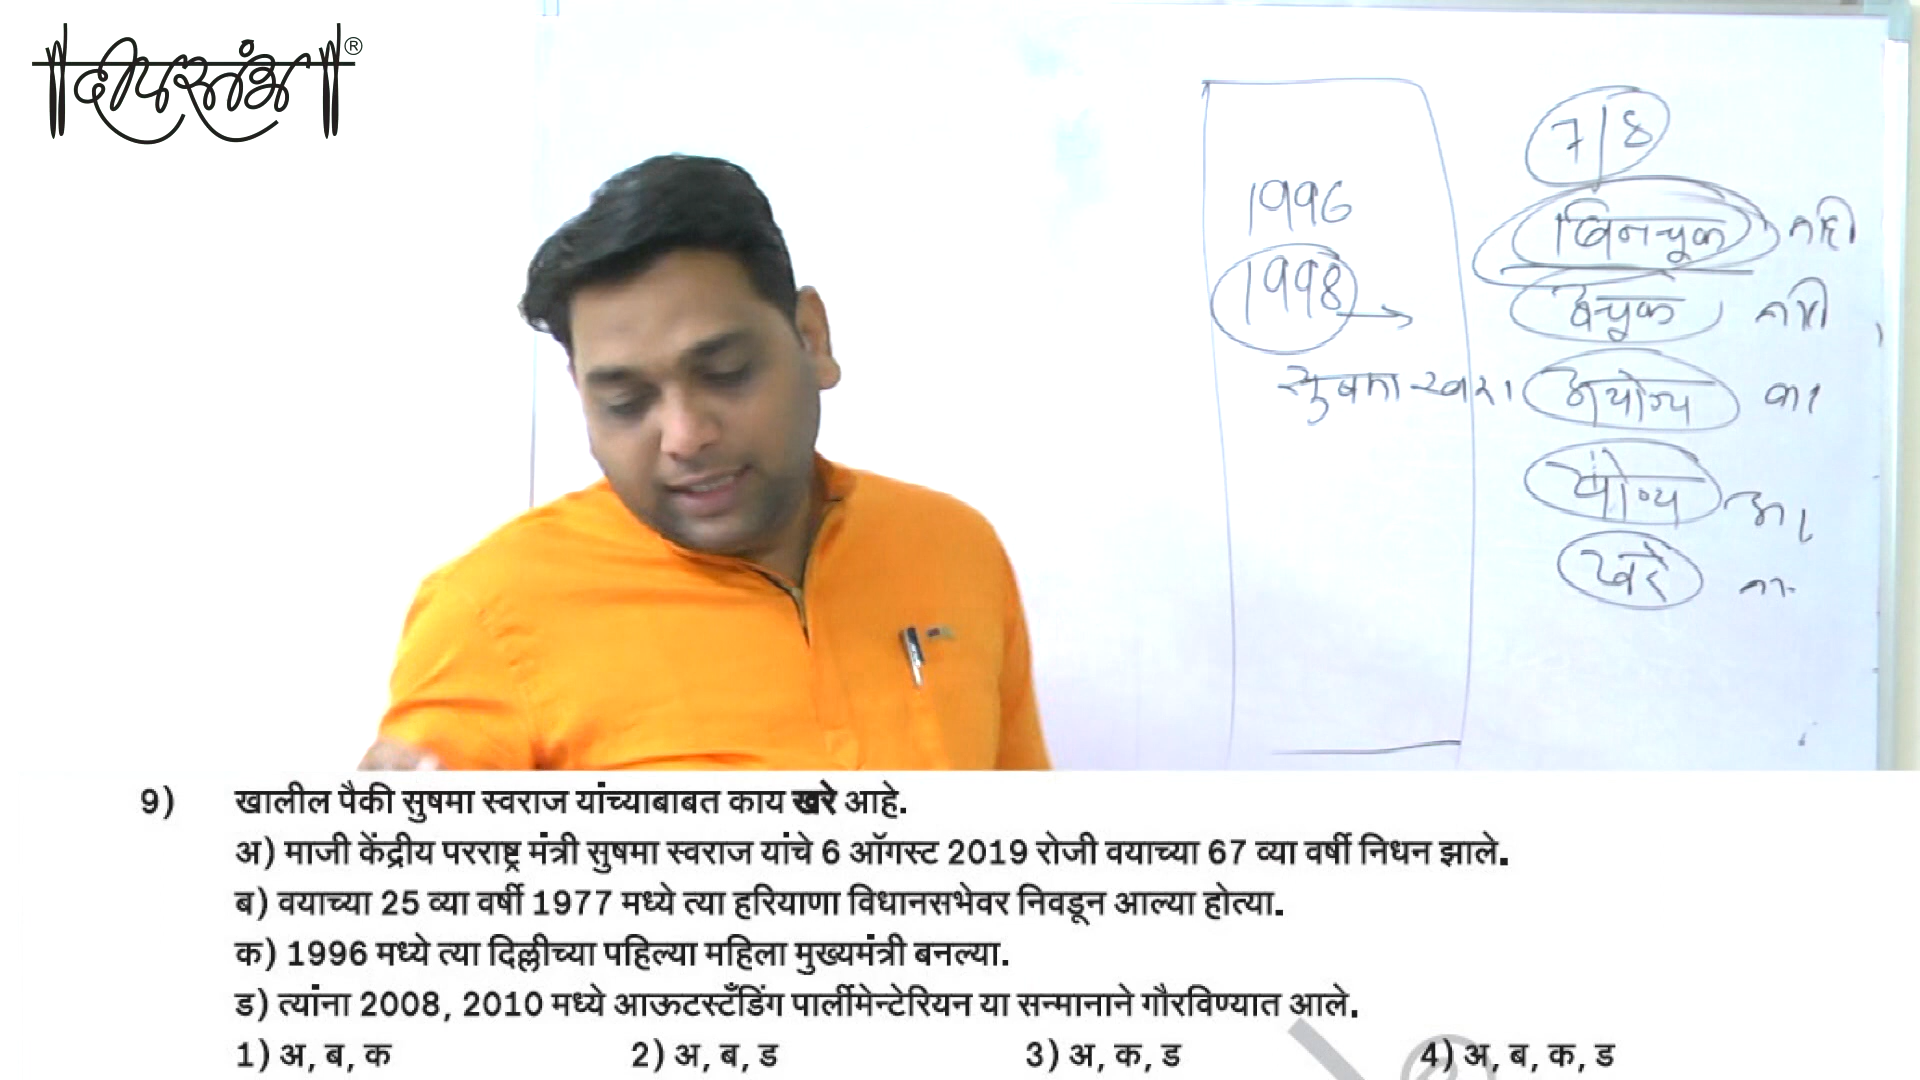 दीपस्तंभ®
7/8
1996
बिनचूक नाही
1998 →
बेचूक नाही
सुषमा स्वरा
अयोग्य का
योग्य
खरे
9) खालील पैकी सुषमा स्वराज यांच्याबाबत काय खरे आहे.
अ) माजी केंद्रीय परराष्ट्र मंत्री सुषमा स्वराज यांचे 6 ऑगस्ट 2019 रोजी वयाच्या 67 व्या वर्षी निधन झाले.
ब) वयाच्या 25 व्या वर्षी 1977 मध्ये त्या हरियाणा विधानसभेवर निवडून आल्या होत्या.
क) 1996 मध्ये त्या दिल्लीच्या पहिल्या महिला मुख्यमंत्री बनल्या.
ड) त्यांना 2008, 2010 मध्ये आऊटस्टँडिंग पार्लीमेन्टेरियन या सन्मानाने गौरविण्यात आले.
1) अ, ब, क 2) अ, ब, ड 3) अ, क, ड 4) अ, ब, क, ड